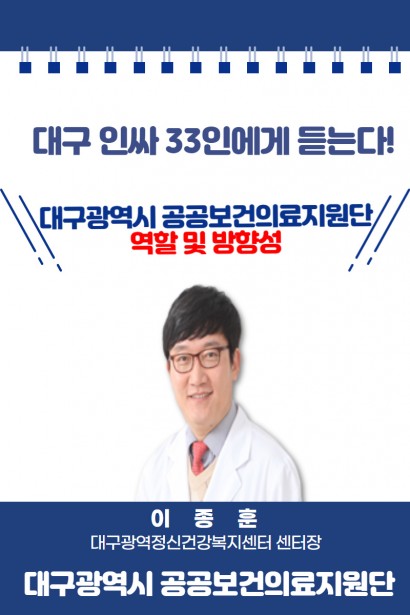 대구 인싸 33인에게 듣는다!
대구광역시 공공보건의료지원단
역할 및 방향성
이 종 훈
대구광역정신건강복지센터 센터장
대구광역시 공공보건의료지원단